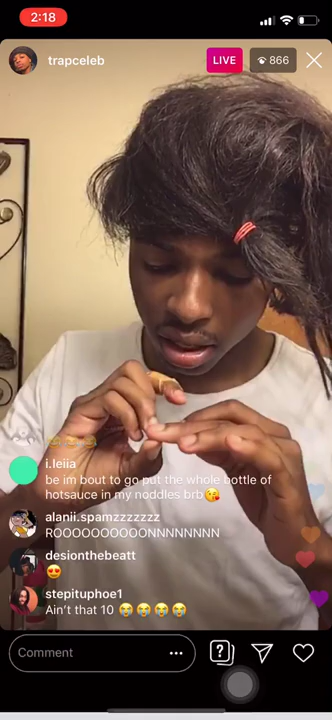 2:18
trapceleb
LIVE
866
i.leiia
be im bout to go put the whole bottle of
hotsauce in my noddles brb😘
alanii.spamzzzzzzz
ROOOOOOOOOONNNNNNNN
desionthebeatt
😍
stepituphoe1
Ain't that 10 😭😭😭😭
Comment